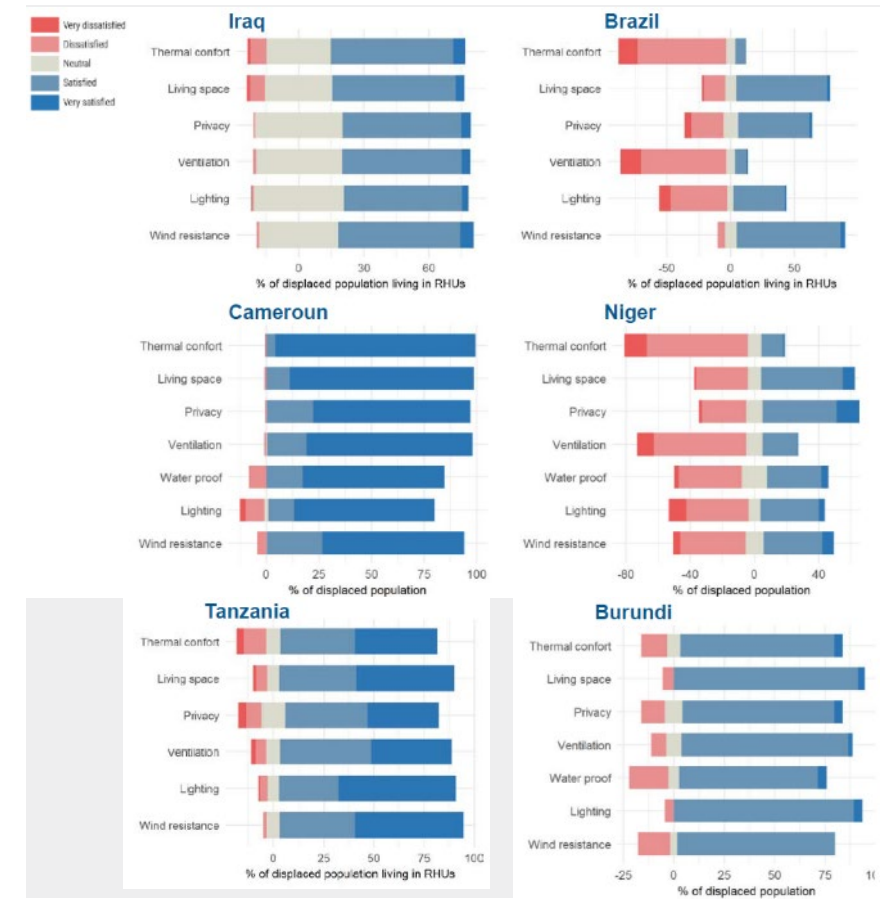 Very dissatisfied
Dissatisfied
Neutral
Satisfied
Very satisfied
Iraq
Thermal confort
Living space
Privacy
Ventilation
Lighting
Wind resistance
0 30 60
% of displaced population living in RHUs
Brazil
Thermal confort
Living space
Privacy
Ventilation
Lighting
Wind resistance
-50 0 50
% of displaced population living in RHUs
Cameroun
Thermal confort
Living space
Privacy
Ventilation
Water proof
Lighting
Wind resistance
0 25 50 75 100
% of displaced population
Niger
Thermal confort
Living space
Privacy
Ventilation
Water proof
Lighting
Wind resistance
-80 -40 0 40
% of displaced population
Tanzania
Thermal confort
Living space
Privacy
Ventilation
Lighting
Wind resistance
0 25 50 75 100
% of displaced population living in RHUs
Burundi
Thermal confort
Living space
Privacy
Ventilation
Water proof
Lighting
Wind resistance
-25 0 25 50 75
% of displaced population